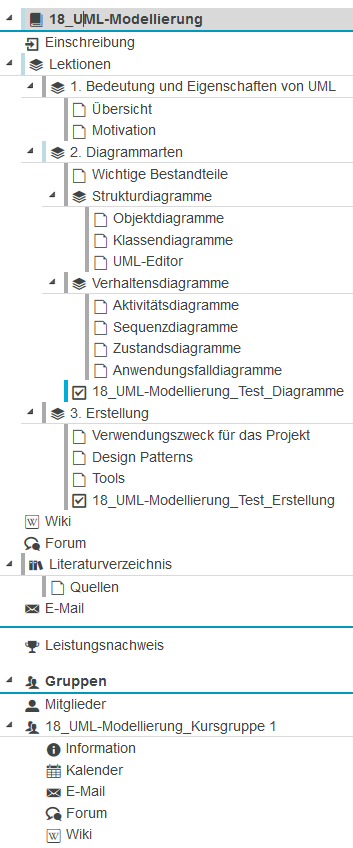 18_UML-Modellierung
Einschreibung
Lektionen
1. Bedeutung und Eigenschaften von UML
Übersicht
Motivation
2. Diagrammarten
Wichtige Bestandteile
Strukturdiagramme
Objektdiagramme
Klassendiagramme
UML-Editor
Verhaltensdiagramme
Aktivitätsdiagramme
Sequenzdiagramme
Zustandsdiagramme
Anwendungsfalldiagramme
18_UML-Modellierung_Test_Diagramme
3. Erstellung
Verwendungszweck für das Projekt
Design Patterns
Tools
18_UML-Modellierung_Test_Erstellung
W Wiki
Forum
Literaturverzeichnis
Quellen
E-Mail
Leistungsnachweis
Gruppen
Mitglieder
18_UML-Modellierung_Kursgruppe 1
Information
Kalender
E-Mail
Forum
W Wiki